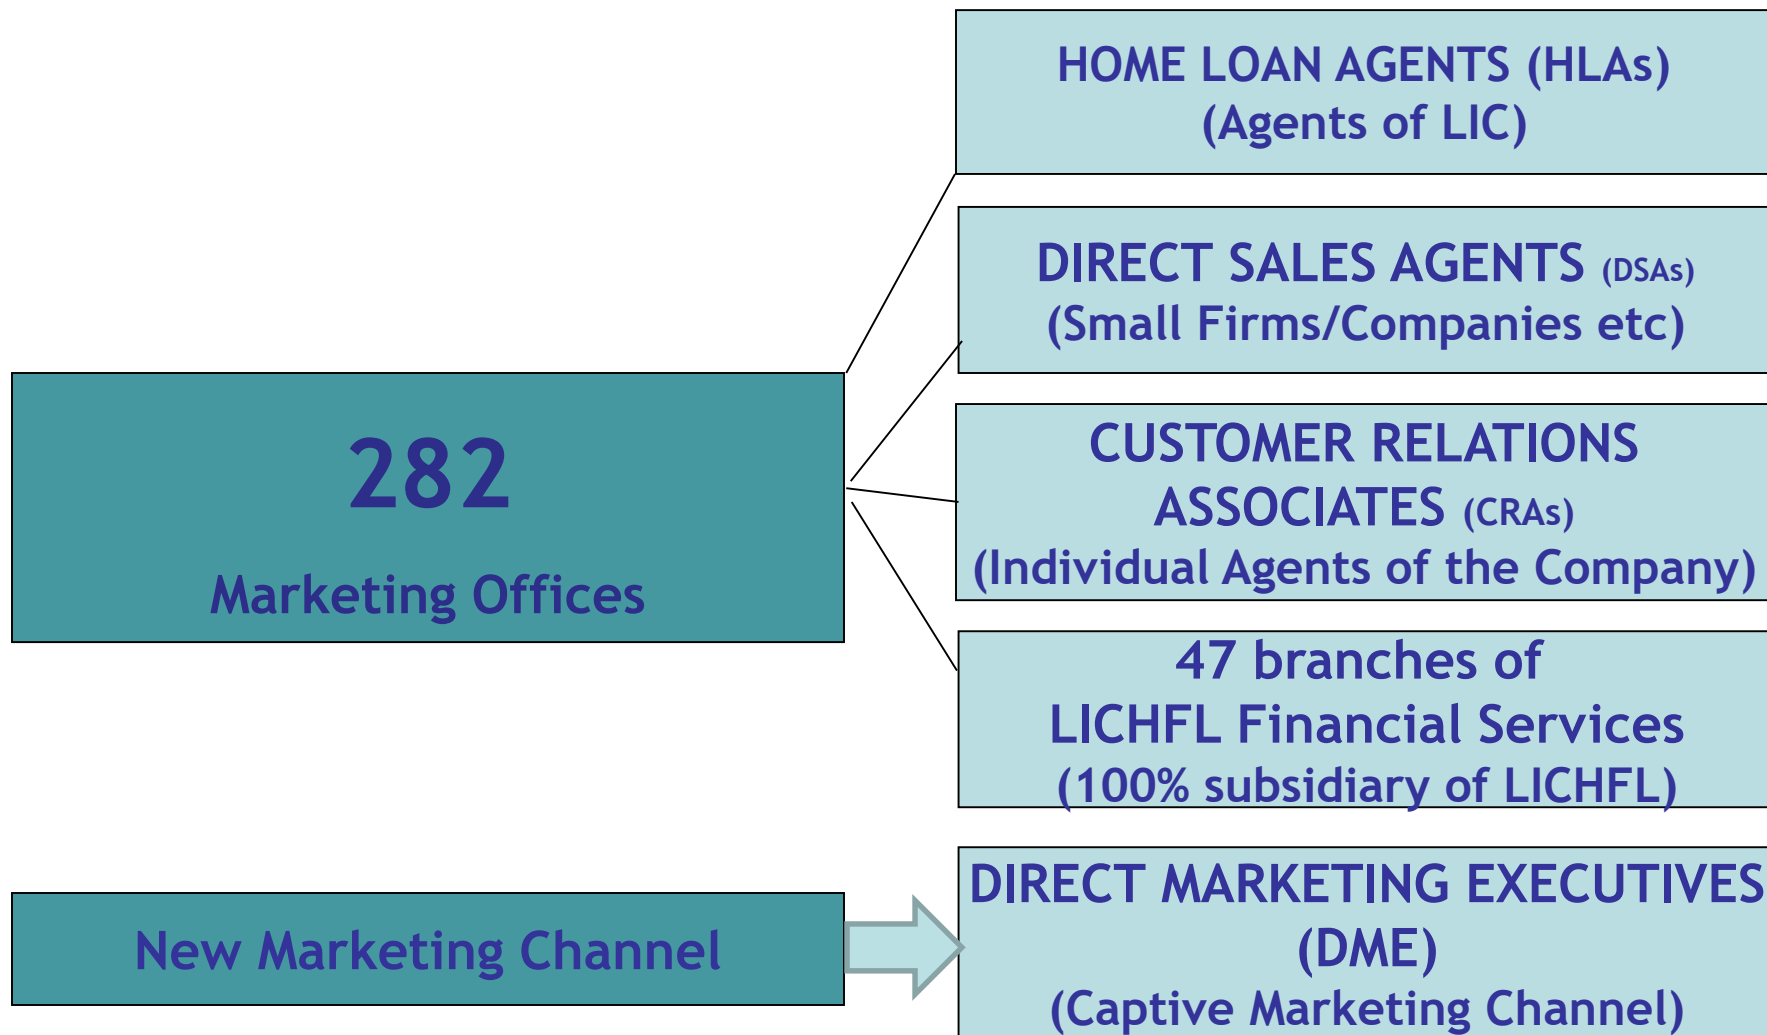 HOME LOAN AGENTS (HLAs)
(Agents of LIC)
DIRECT SALES AGENTS (DSAs)
(Small Firms/Companies etc)
282
Marketing Offices
CUSTOMER RELATIONS
ASSOCIATES (CRAs)
(Individual Agents of the Company)
47 branches of
LICHFL Financial Services
(100% subsidiary of LICHFL)
New Marketing Channel
DIRECT MARKETING EXECUTIVES
(DME)
(Captive Marketing Channel)